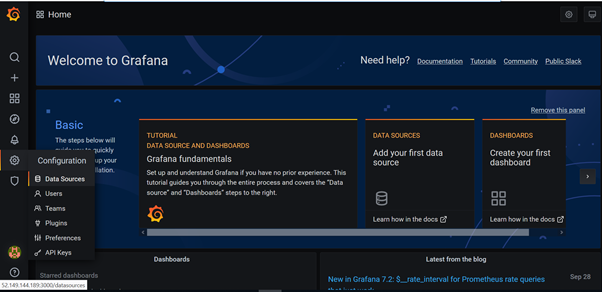 Home
Welcome to Grafana
Need help? Documentation Tutorials Community Public Slack
Remove this panel
Basic
The steps below will
guide you to quickly
up your
llation.
TUTORIAL
DATA SOURCE AND DASHBOARDS
Grafana fundamentals
Set up and understand Grafana if you have no prior experience. This
tutorial guides you through the entire process and covers the "Data
source" and "Dashboards" steps to the right.
DATA SOURCES
Add your first data
source
Learn how in the docs
DASHBOARDS
Create your first
dashboard
Learn how in the docs
Configuration
Data Sources
Users
Teams
Plugins
Preferences
API Keys
Dashboards
Starred dashboards
Latest from the blog
New in Grafana 7.2: $__rate_interval for Prometheus rate queries
that just work
Sep 28
52.149.144.189:3000/datasources